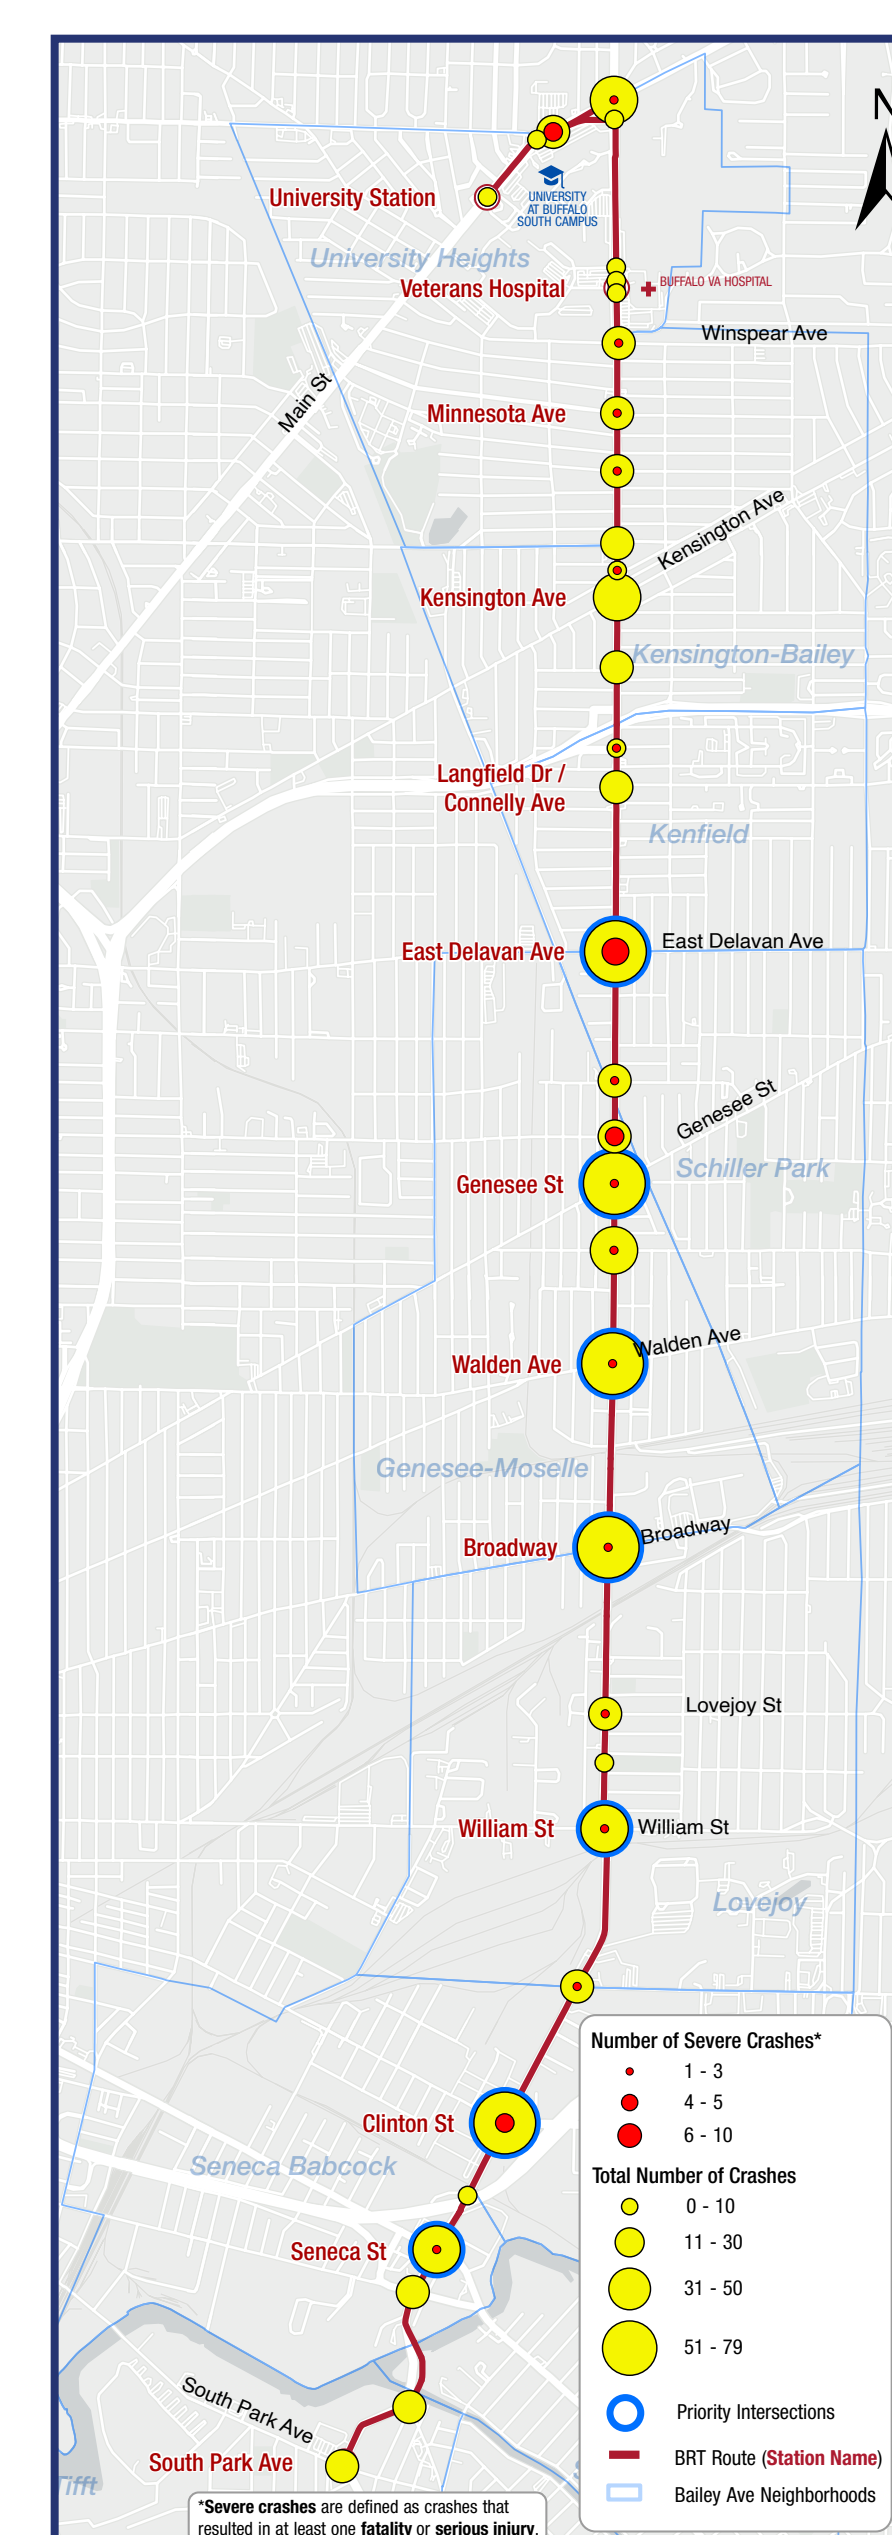 N
University Station
UNIVERSITY
AT BUFFALO
SOUTH CAMPUS
University Heights
Veterans Hospital
BUFFALO VA HOSPITAL
Winspear Ave
Main St
Minnesota Ave
Kensington Ave
Kensington Ave
Kensington-Bailey
Langfield Dr /
Connelly Ave
Kenfield
East Delavan Ave
East Delavan Ave
Genesee St
Schiller Park
Genesee St
Walden Ave
Walden Ave
Genesee-Moselle
Broadway
Broadway
Lovejoy St
William St
William St
Lovejoy
Clinton St
Seneca Babcock
Seneca St
South Park Ave
South Park Ave
Tifft
Number of Severe Crashes*
1 - 3
4 - 5
6 - 10
Total Number of Crashes
0 - 10
11 - 30
31 - 50
51 - 79
Priority Intersections
BRT Route (Station Name)
Bailey Ave Neighborhoods
*Severe crashes are defined as crashes that
resulted in at least one fatality or serious injury.